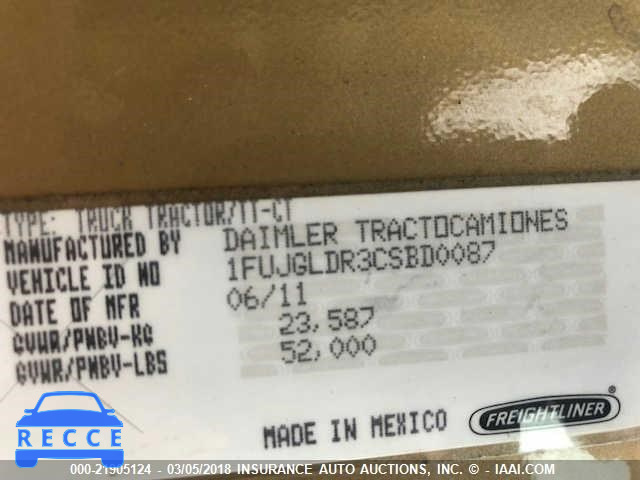 TYPE: TRUCK TRACTOR/TT-CT
MANUFACTURED BY DAIMLER TRACTOCAMIONES
VEHICLE ID NO 1FUJGLDR3CSBD0087
DATE OF MFR 06/11
GVWR/PNBV-KG 23,587
GVWR/PNBV-LBS 52,000
MADE IN MEXICO FREIGHTLINER
RECCE
000-21905124 - 03/05/2018 INSURANCE AUTO AUCTIONS, INC. - © IAAI.COM